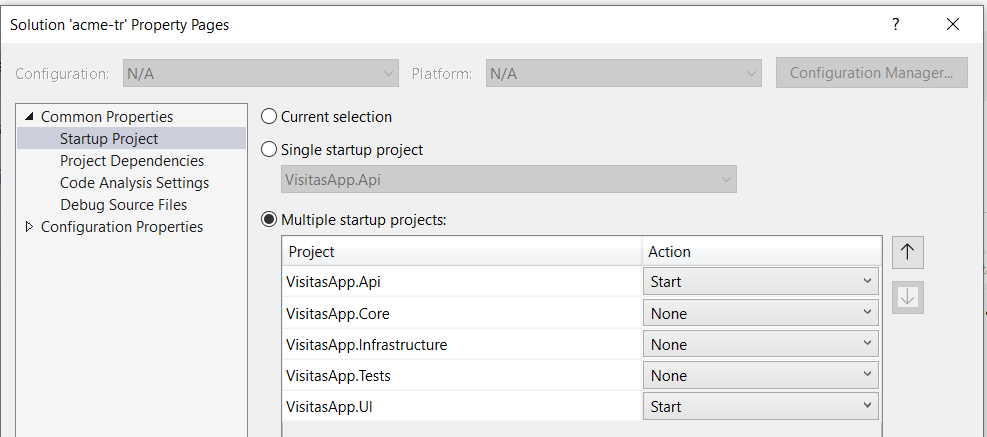 Solution 'acme-tr' Property Pages
Configuration: N/A Platform: N/A Configuration Manager...
Common Properties
Startup Project
Project Dependencies
Code Analysis Settings
Debug Source Files
Configuration Properties
Current selection
Single startup project
VisitasApp.Api
Multiple startup projects:
Project Action
VisitasApp.Api Start
VisitasApp.Core None
VisitasApp.Infrastructure None
VisitasApp.Tests None
VisitasApp.UI Start